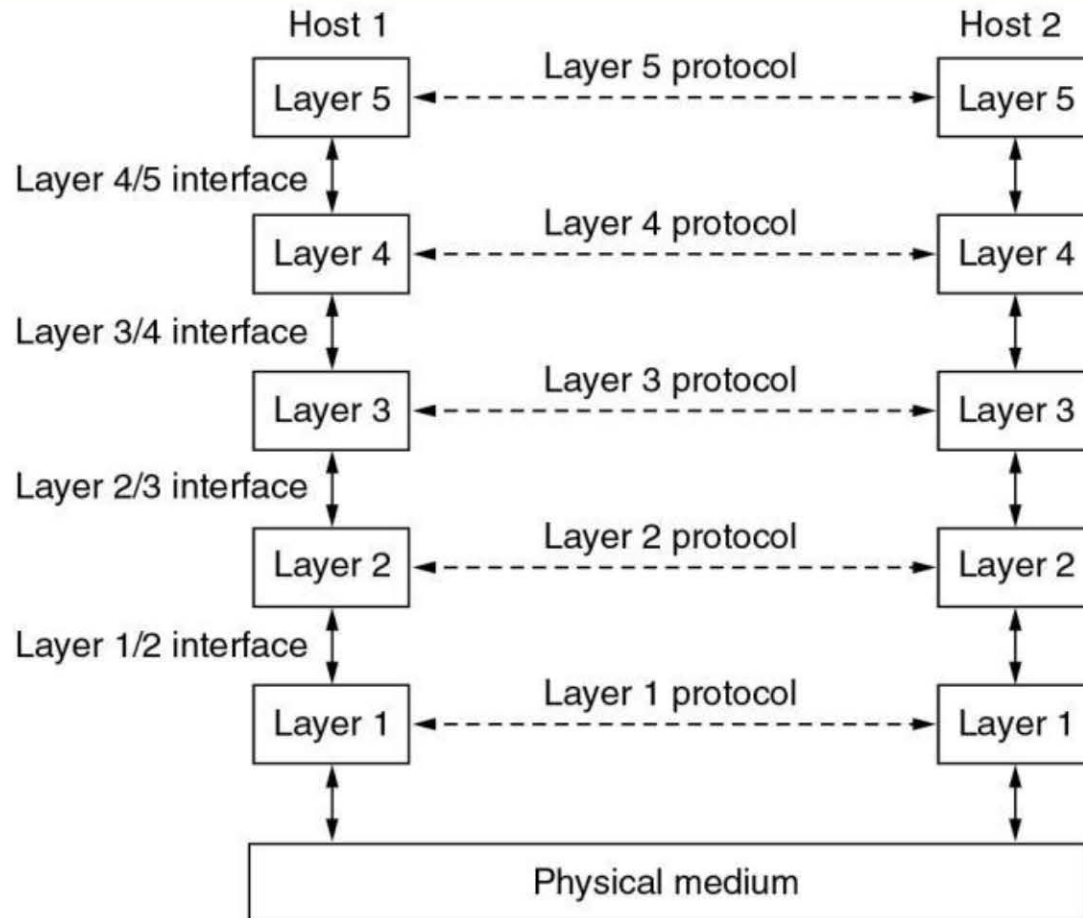 Host 1
Host 2
Layer 5 protocol
Layer 5
Layer 5
Layer 4/5 interface
Layer 4 protocol
Layer 4
Layer 4
Layer 3/4 interface
Layer 3 protocol
Layer 3
Layer 3
Layer 2/3 interface
Layer 2 protocol
Layer 2
Layer 2
Layer 1/2 interface
Layer 1 protocol
Layer 1
Layer 1
Physical medium